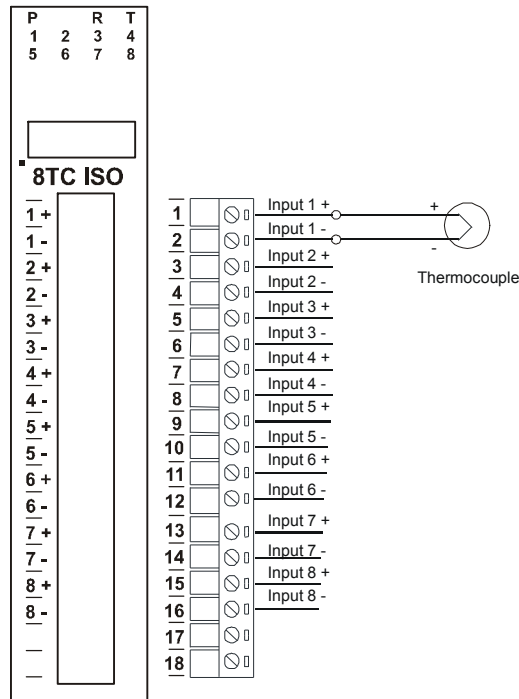 P R T
1 2 3 4
5 6 7 8
8TC ISO
1 +
1 -
2 +
2 -
3 +
3 -
4 +
4 -
5 +
5 -
6 +
6 -
7 +
7 -
8 +
8 -
1 Input 1 + +
2 Input 1 - -
3 Input 2 +
4 Input 2 -
5 Input 3 +
6 Input 3 -
7 Input 4 +
8 Input 4 -
9 Input 5 +
10 Input 5 -
11 Input 6 +
12 Input 6 -
13 Input 7 +
14 Input 7 -
15 Input 8 +
16 Input 8 -
17
18
Thermocouple